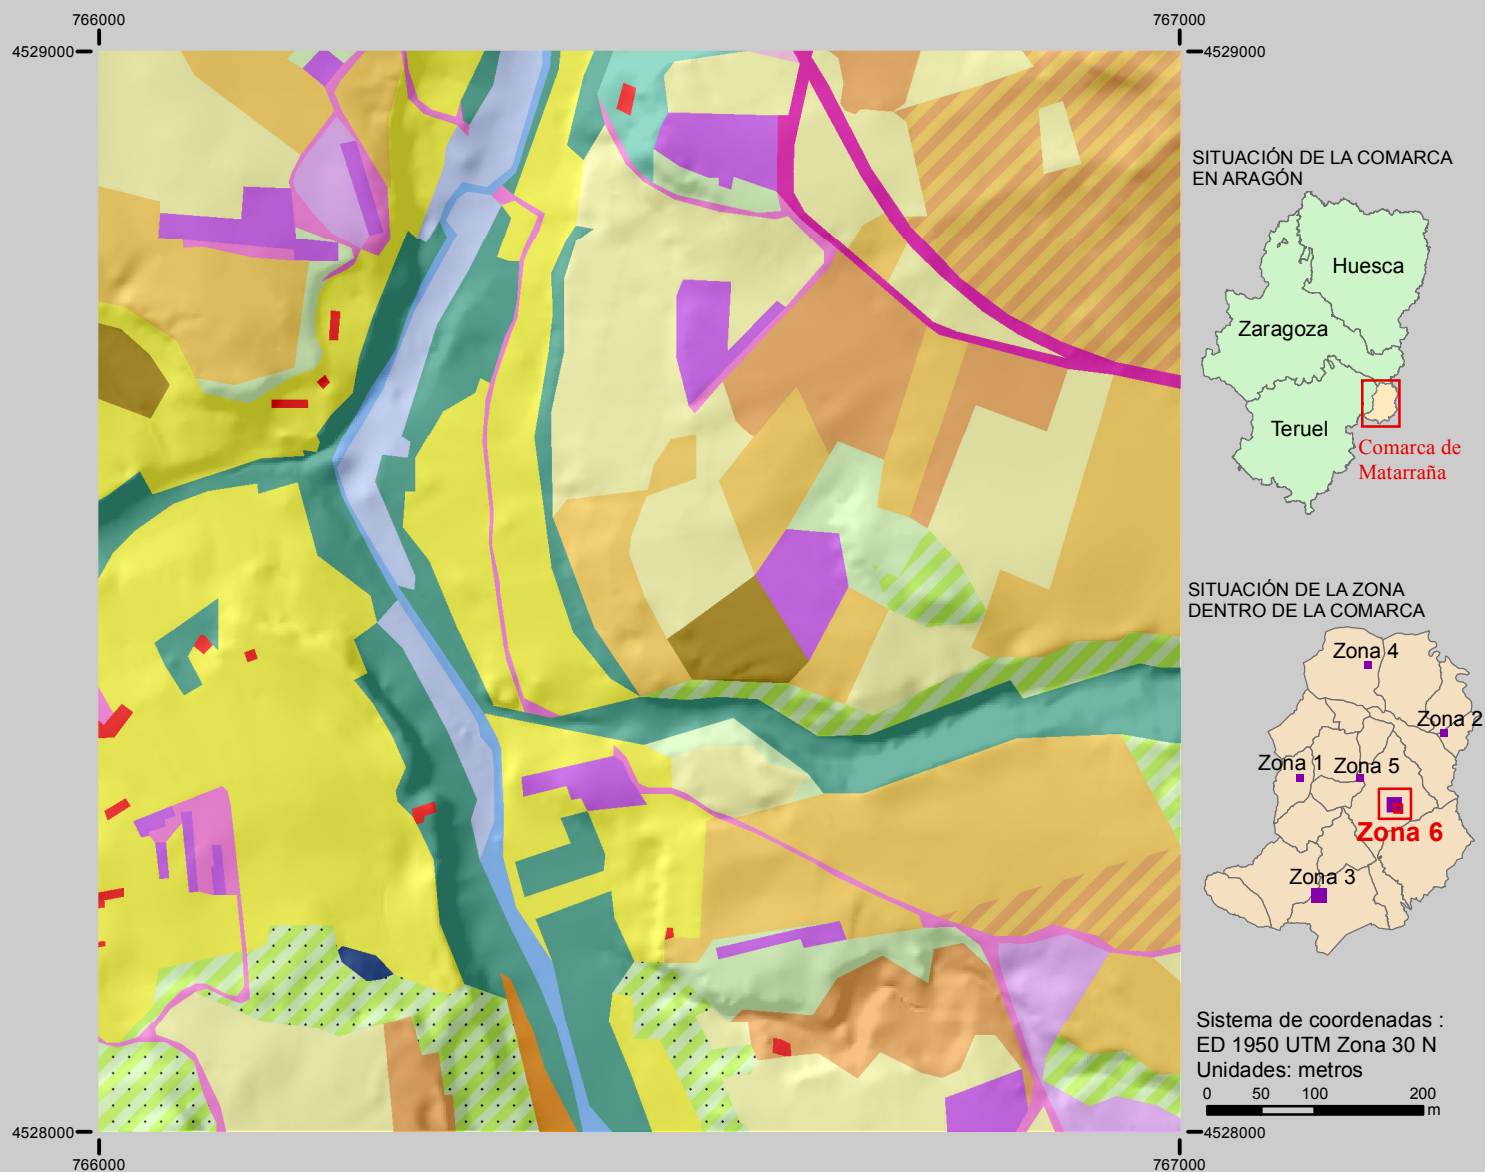 766000
767000
4529000
4529000
SITUACIÓN DE LA COMARCA
EN ARAGÓN
Huesca
Zaragoza
Teruel
Comarca de
Matarraña
SITUACIÓN DE LA ZONA
DENTRO DE LA COMARCA
Zona 4
Zona 2
Zona 1
Zona 5
Zona 6
Zona 3
Sistema de coordenadas :
ED 1950 UTM Zona 30 N
Unidades: metros
0 50 100 200
m
4528000
4528000
766000
767000